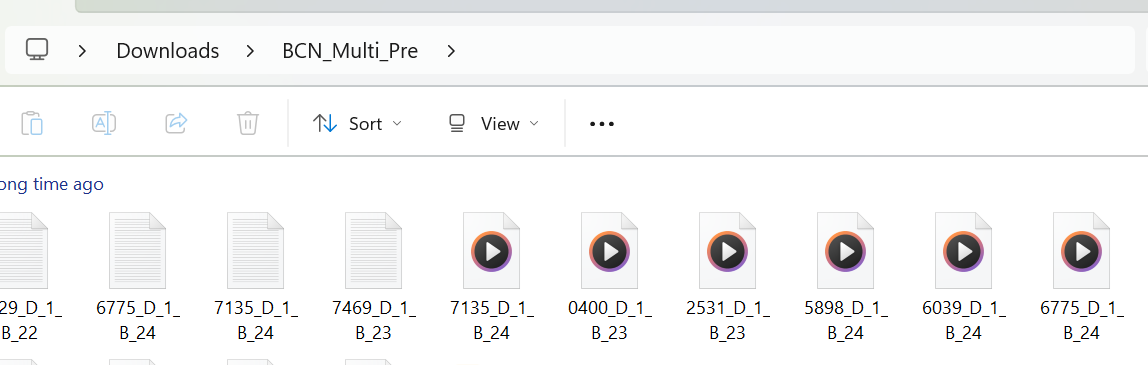 Downloads
BCN_Multi_Pre
Sort
View
ong time ago
29_D_1_
B_22
6775_D_1_
B_24
7135_D_1_
B_24
7469_D_1_
B_23
7135_D_1_
B_24
0400_D_1_
B_23
2531_D_1_
B_23
5898_D_1_
B_24
6039_D_1_
B_24
6775_D_1_
B_24